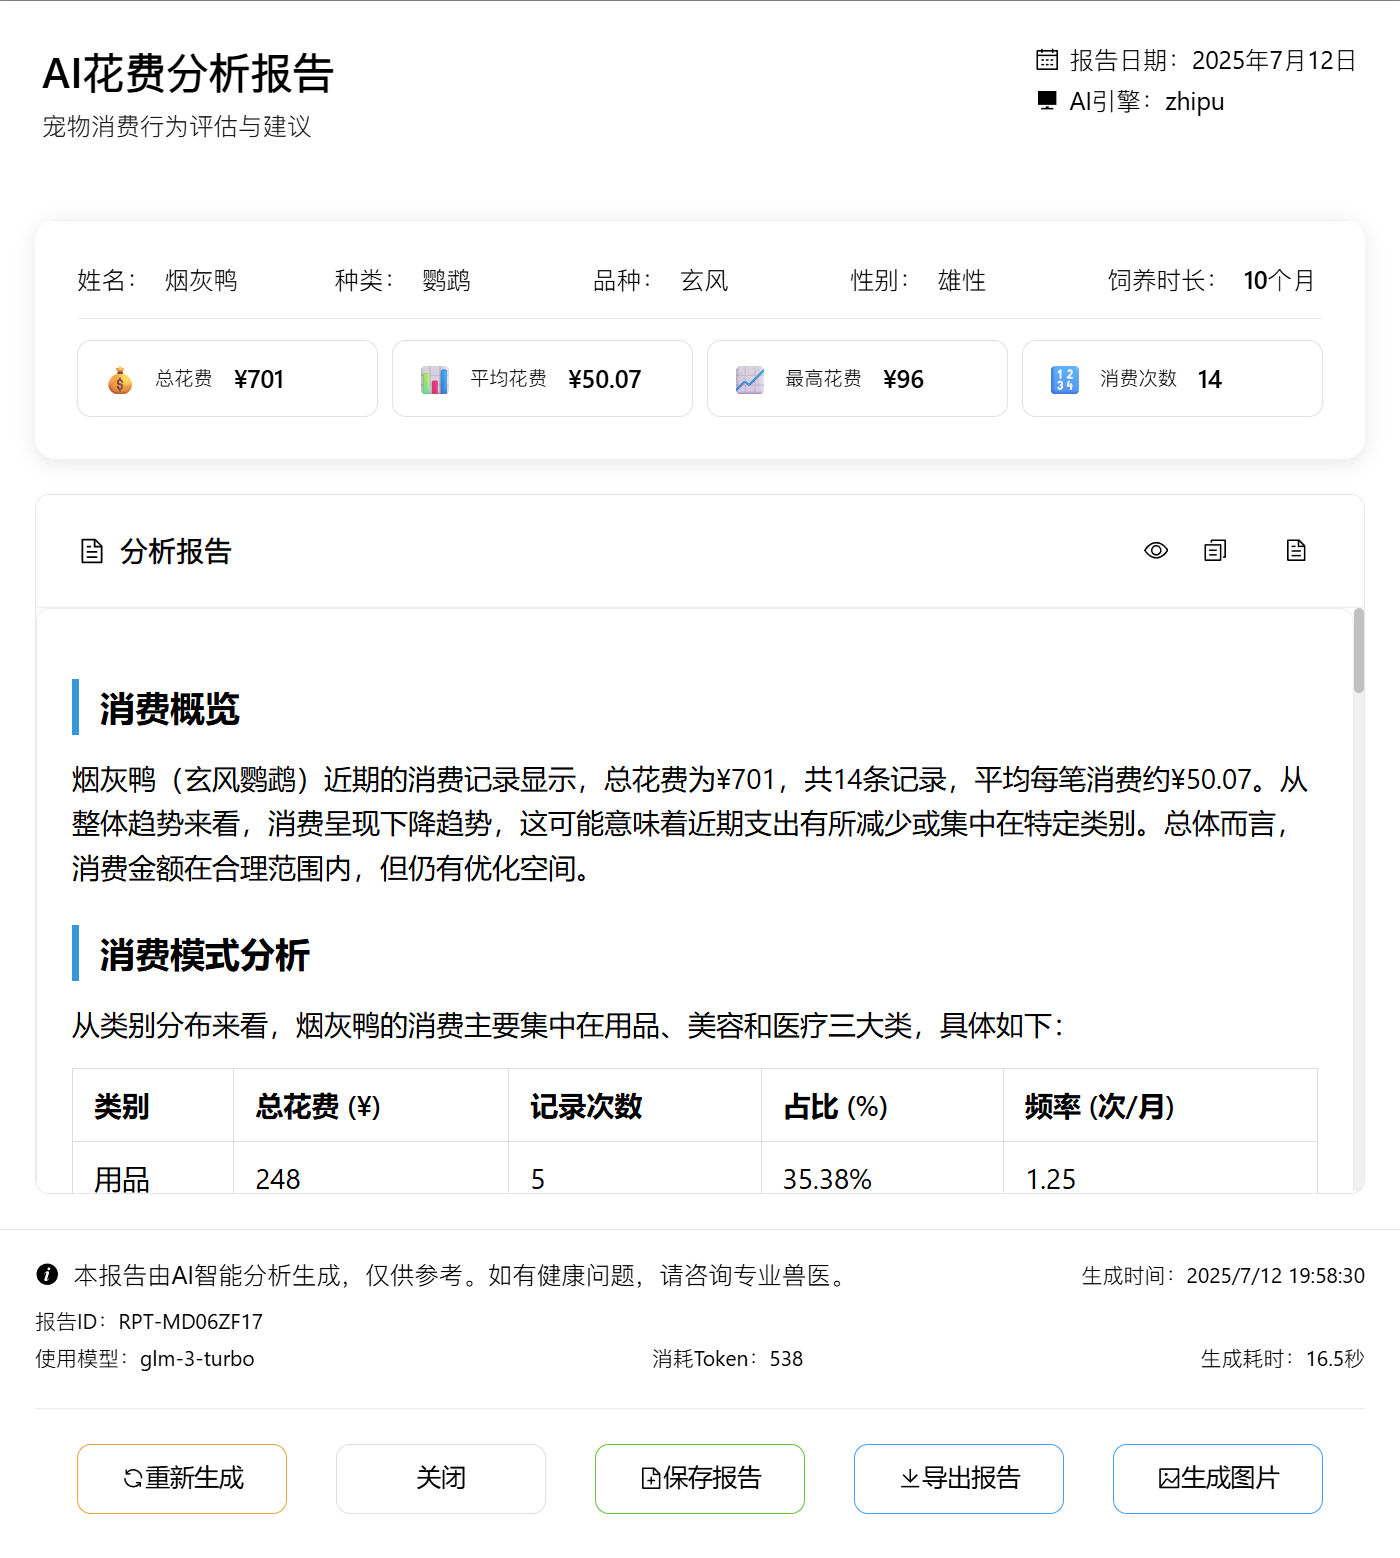 AI花费分析报告
宠物消费行为评估与建议
报告日期：2025年7月12日
AI引擎：zhipu
姓名： 烟灰鸭 种类： 鹦鹉 品种： 玄风 性别： 雄性 饲养时长： 10个月
总花费 ¥701 平均花费 ¥50.07 最高花费 ¥96 消费次数 14
分析报告
消费概览
烟灰鸭（玄风鹦鹉）近期的消费记录显示，总花费为¥701，共14条记录，平均每笔消费约¥50.07。从
整体趋势来看，消费呈现下降趋势，这可能意味着近期支出有所减少或集中在特定类别。总体而言，
消费金额在合理范围内，但仍有优化空间。
消费模式分析
从类别分布来看，烟灰鸭的消费主要集中在用品、美容和医疗三大类，具体如下：
类别 总花费 (¥) 记录次数 占比 (%) 频率 (次/月)
用品 248 5 35.38% 1.25
本报告由AI智能分析生成，仅供参考。如有健康问题，请咨询专业兽医。 生成时间：2025/7/12 19:58:30
报告ID：RPT-MD06ZF17
使用模型：glm-3-turbo 消耗Token：538 生成耗时：16.5秒
重新生成 关闭 保存报告 导出报告 生成图片